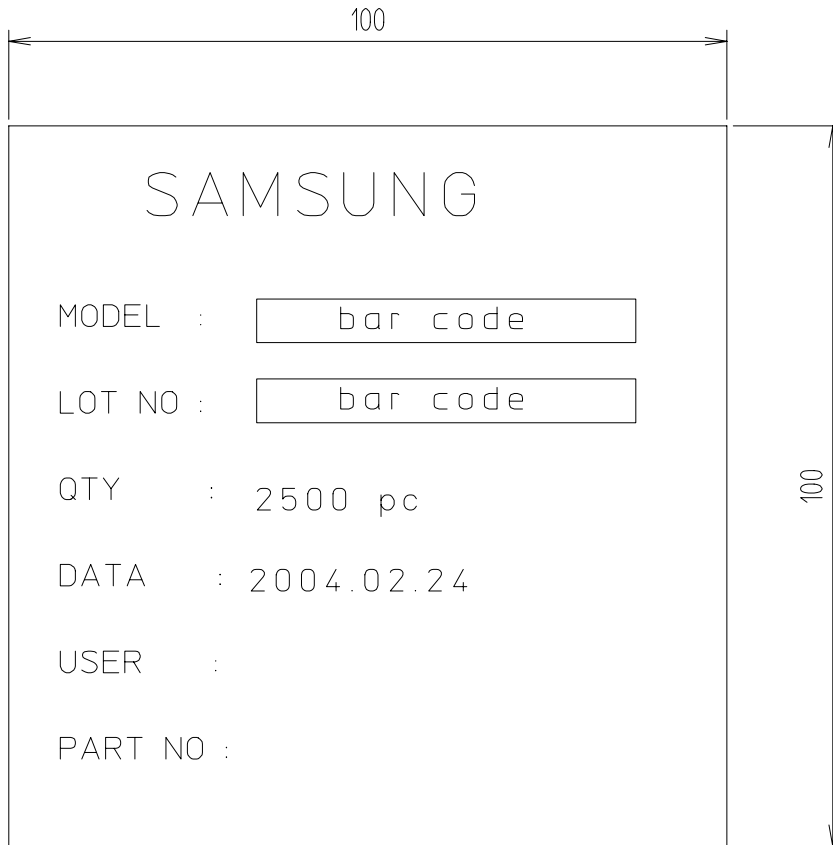 100
SAMSUNG
MODEL : bar code
LOT NO : bar code
QTY : 2500 pc
100
DATA : 2004.02.24
USER :
PART NO :